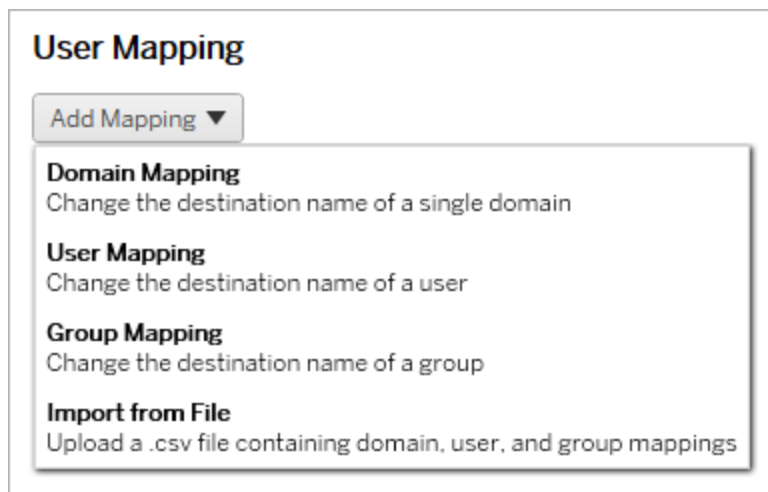 User Mapping
Add Mapping ▼
Domain Mapping
Change the destination name of a single domain
User Mapping
Change the destination name of a user
Group Mapping
Change the destination name of a group
Import from File
Upload a .csv file containing domain, user, and group mappings